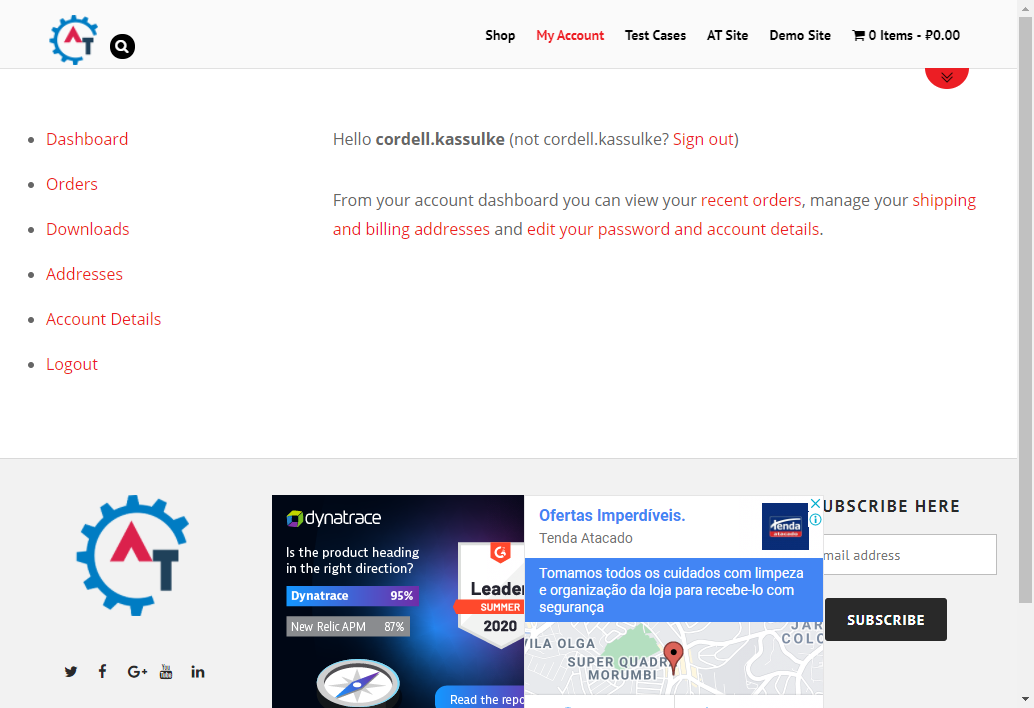 AT
Shop My Account Test Cases AT Site Demo Site 0 Items - ₽0.00
Dashboard
Orders
Downloads
Addresses
Account Details
Logout
Hello cordell.kassulke (not cordell.kassulke? Sign out)
From your account dashboard you can view your recent orders, manage your shipping
and billing addresses and edit your password and account details.
AT
dynatrace
Is the product heading
in the right direction?
Dynatrace 95%
New Relic APM 87%
Leader
SUMMER
2020
Read the repo
Ofertas Imperdíveis.
Tenda Atacado
Tenda
atacado
Tomamos todos os cuidados com limpeza
e organização da loja para recebe-lo com
segurança
VILA OLGA
SUPER QUADRA
MORUMBI
JAR
COLO
UBSCRIBE HERE
mail address
SUBSCRIBE
You